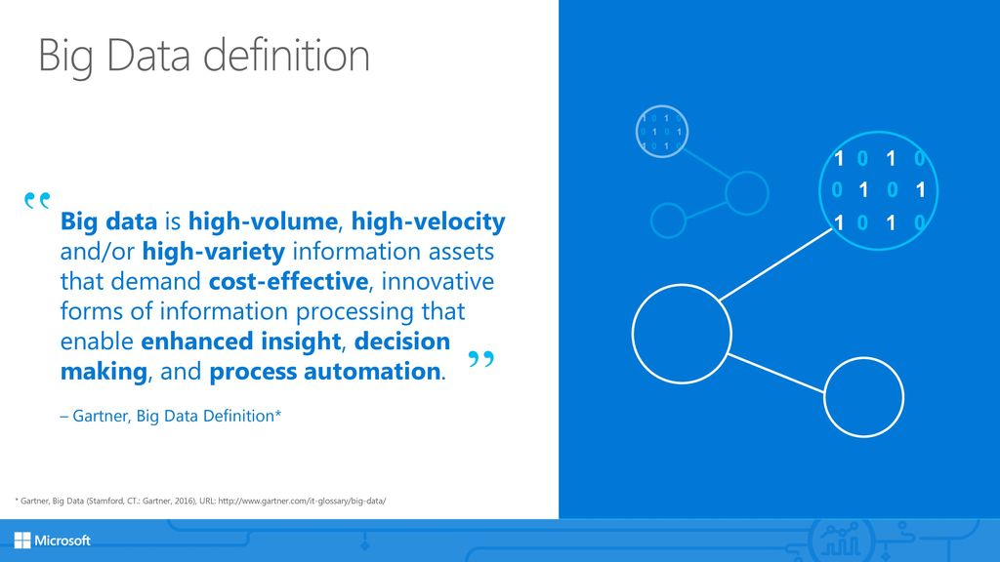 Big Data definition
“
Big data is high-volume, high-velocity
and/or high-variety information assets
that demand cost-effective, innovative
forms of information processing that
enable enhanced insight, decision
making, and process automation.
”
– Gartner, Big Data Definition*
* Gartner, Big Data (Stamford, CT.: Gartner, 2016), URL: http://www.gartner.com/it-glossary/big-data/
1 0 1 0
0 1 0 1
1 0 1 0
1 0 1 0
0 1 0 1
1 0 1 0
Microsoft